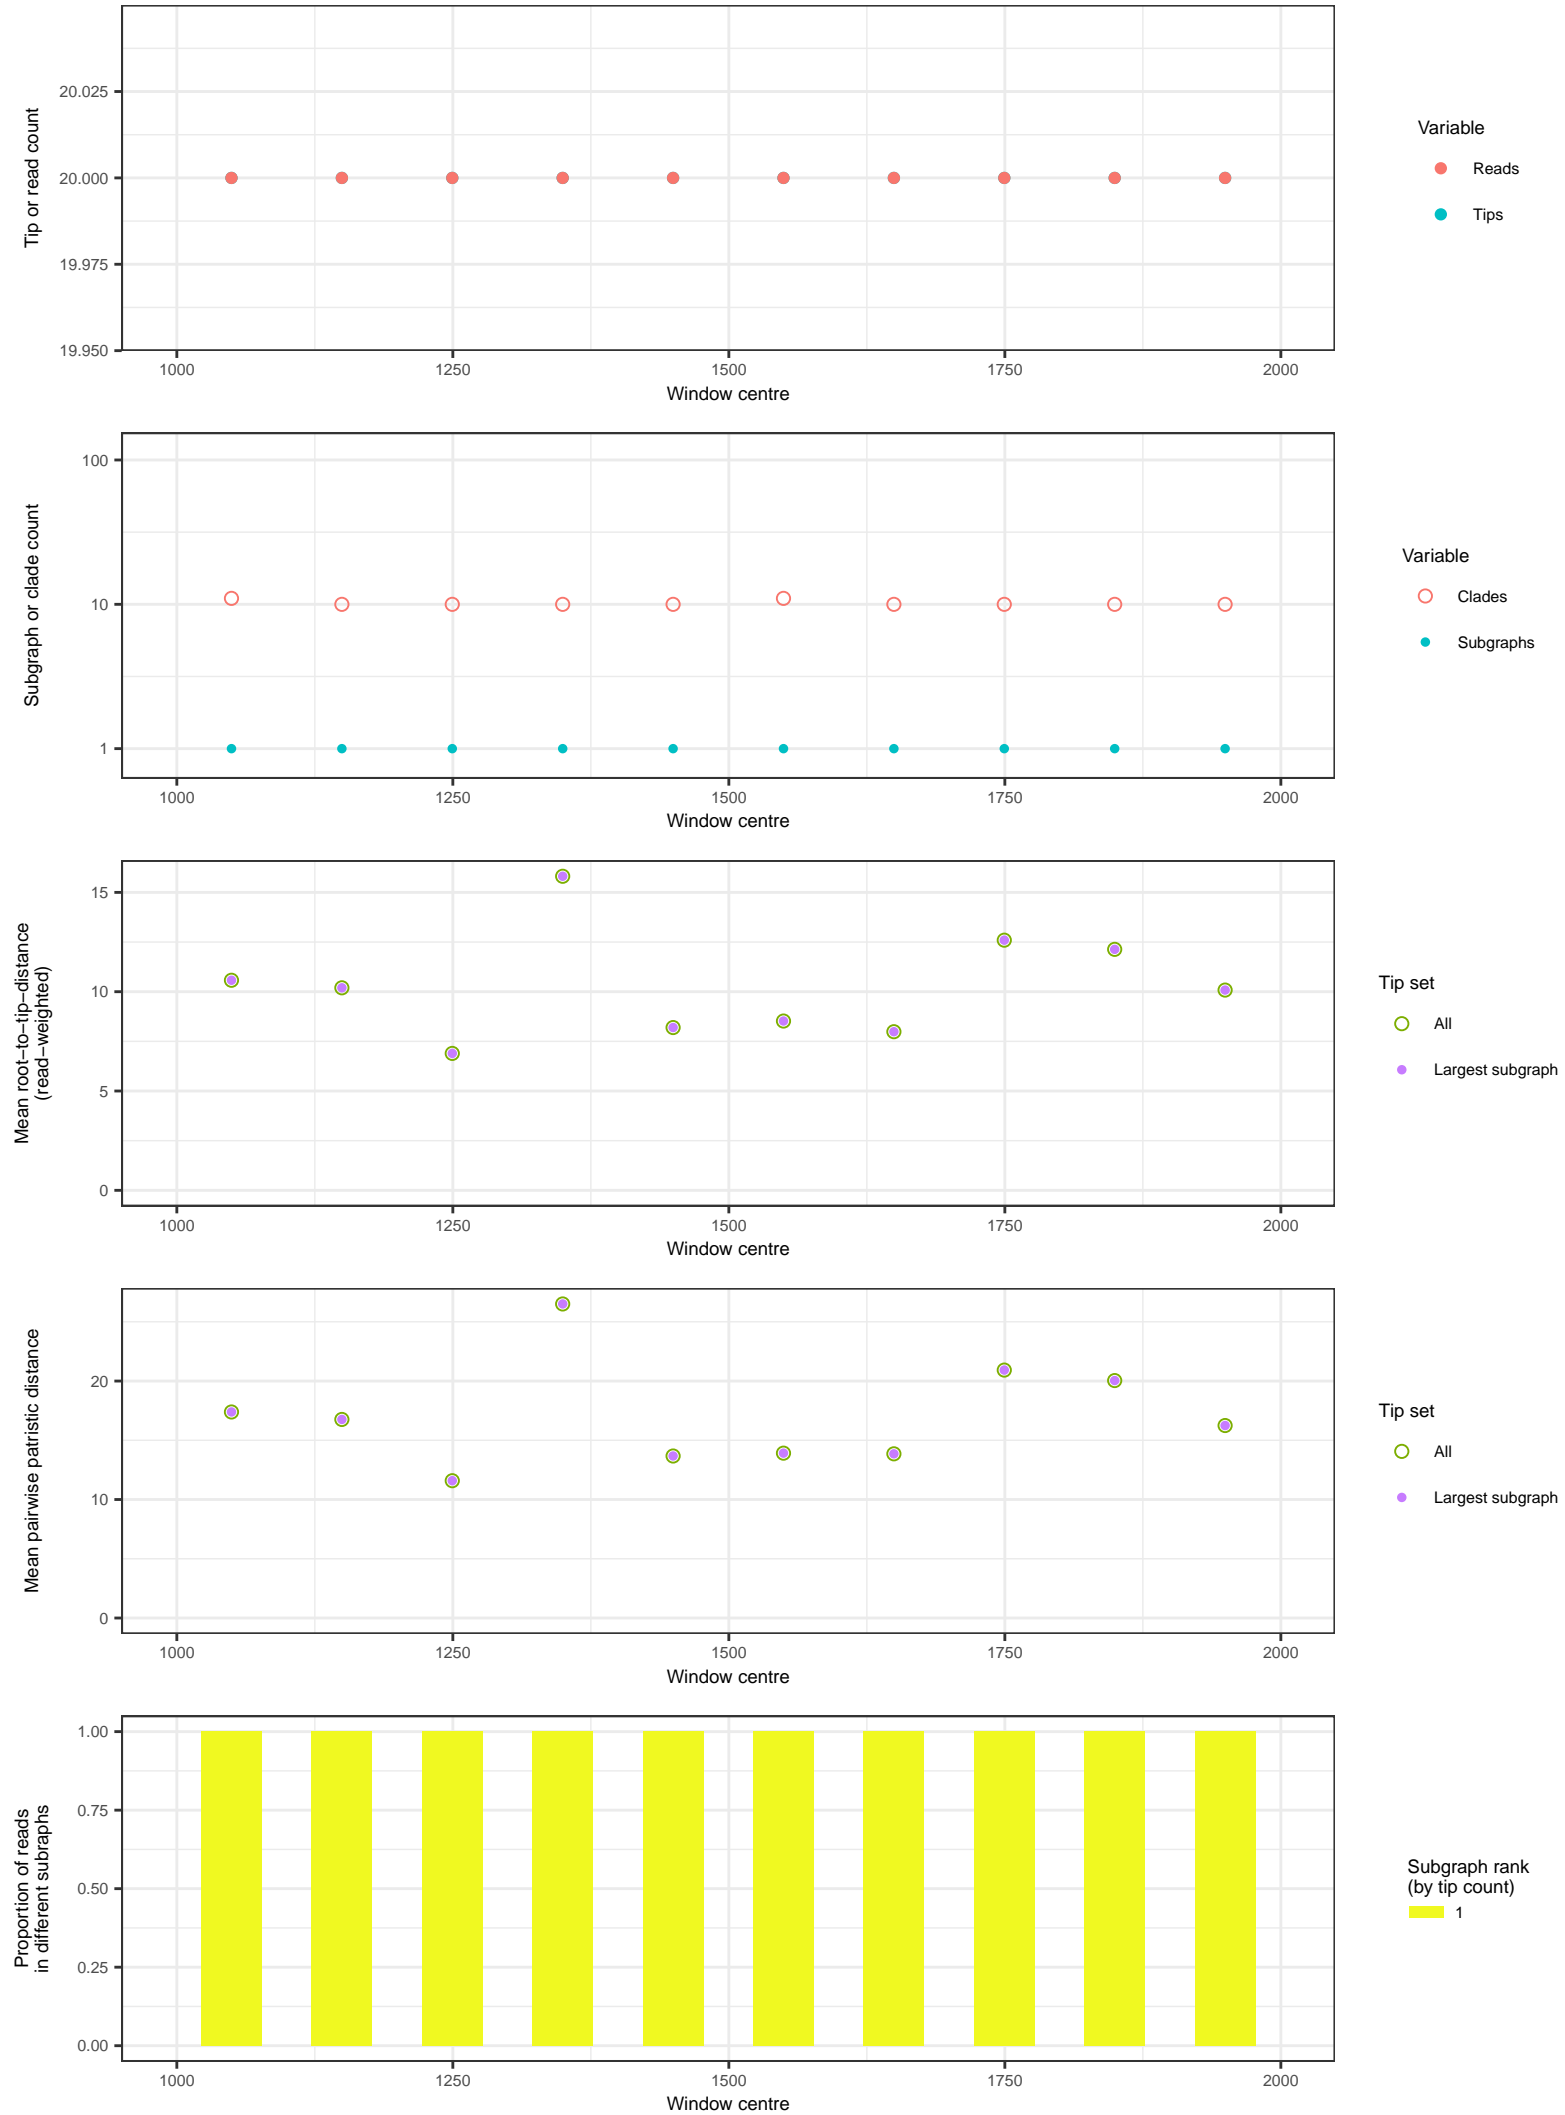 Tip or read count
20.025
20.000
19.975
19.950
1000 1250 1500 1750 2000
Window centre
Variable
Reads
Tips
Subgraph or clade count
100
10
1
1000 1250 1500 1750 2000
Window centre
Variable
Clades
Subgraphs
Mean root−to−tip−distance
(read−weighted)
15
10
5
0
1000 1250 1500 1750 2000
Window centre
Tip set
All
Largest subgraph
Mean pairwise patristic distance
20
10
0
1000 1250 1500 1750 2000
Window centre
Tip set
All
Largest subgraph
Proportion of reads
in different subraphs
1.00
0.75
0.50
0.25
0.00
1000 1250 1500 1750 2000
Window centre
Subgraph rank
(by tip count)
1